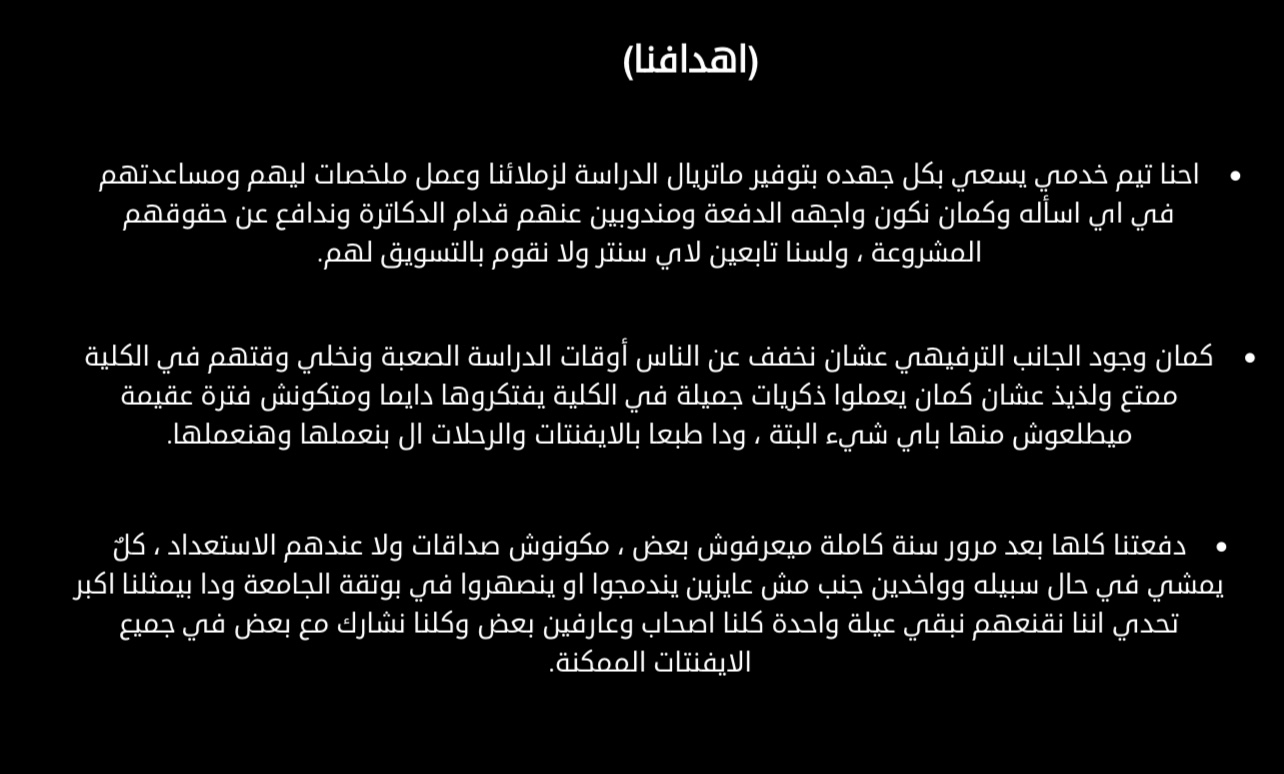 (اهدافنا)
• احنا تيم خدمي يسعي بكل جهده بتوفير ماتريال الدراسة لزملائنا وعمل ملخصات ليهم ومساعدتهم
في اي اسأله وكمان نكون واجهه الدفعة ومندوبين عنهم قدام الدكاترة وندافع عن حقوقهم
المشروعة ، ولسنا تابعين لاي سنتر ولا نقوم بالتسويق لهم.
• كمان وجود الجانب الترفيهي عشان نخفف عن الناس أوقات الدراسة الصعبة ونخلي وقتهم في الكلية
ممتع ولذيذ عشان كمان يعملوا ذكريات جميلة في الكلية يفتكروها دايما ومتكونش فترة عقيمة
ميطلعوش منها باي شيء البتة ، ودا طبعا بالايفنتات والرحلات ال بنعملها وهنعملها.
• دفعتنا كلها بعد مرور سنة كاملة ميعرفوش بعض ، مكونوش صداقات ولا عندهم الاستعداد ، كلٌ
يمشي في حال سبيله وواخدين جنب مش عايزين يندمجوا او ينصهروا في بوتقة الجامعة ودا بيمثلنا اكبر
تحدي اننا نقنعهم نبقي عيلة واحدة كلنا اصحاب وعارفين بعض وكلنا نشارك مع بعض في جميع
الايفنتات الممكنة.